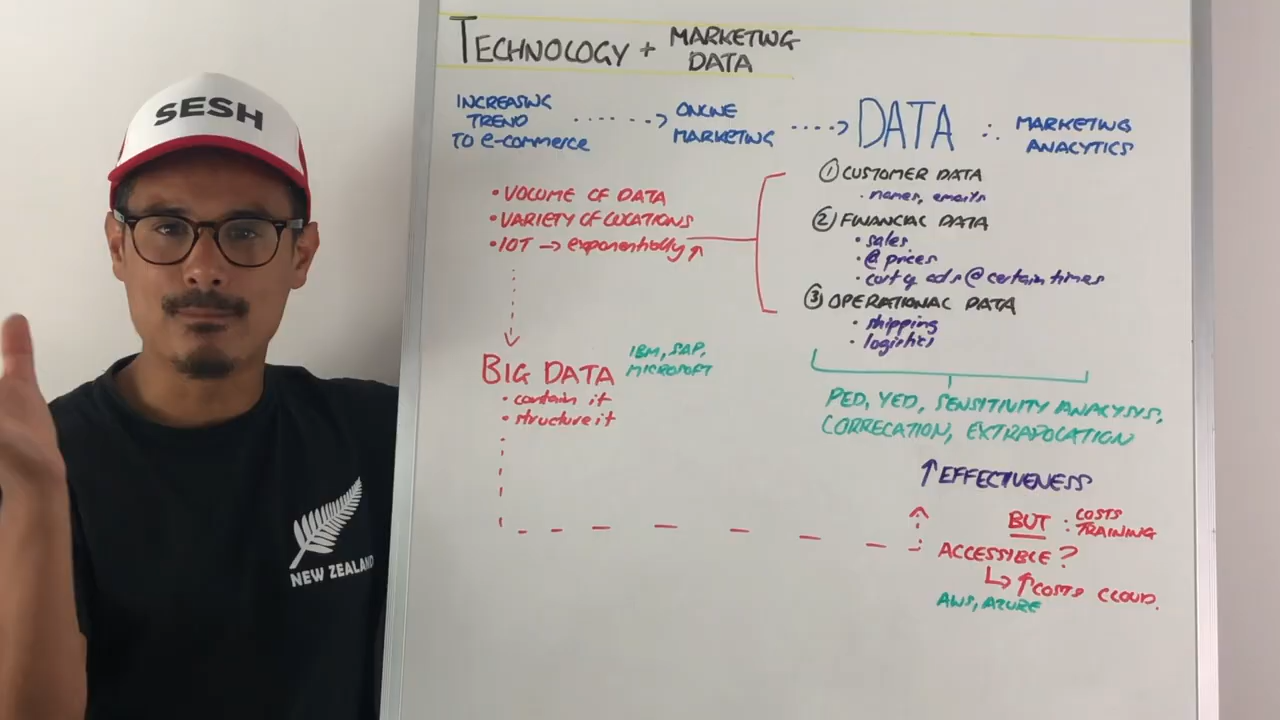 SESH
NEW ZEALAND
TECHNOLOGY + MARKETING DATA
INCREASING
TREND
TO e-commerce
ONLINE
MARKETING
DATA
∴
MARKETING
ANALYTICS
• VOLUME OF DATA
• VARIETY OF LOCATIONS
• IOT → exponentially ↑
① CUSTOMER DATA
• names, emails
② FINANCIAL DATA
• sales
• @ prices
• cost of ads @ certain times
③ OPERATIONAL DATA
• shipping
• logistics
BIG DATA
IBM, SAP,
MICROSOFT
• contain it
• structure it
PED, YED, SENSITIVITY ANALYSIS,
CORRELATION, EXTRAPOLATION
↑ EFFECTIVENESS
BUT : COSTS
: TRAINING
ACCESSIBLE?
↳ ↑ COSTS CLOUD.
AWS, AZURE